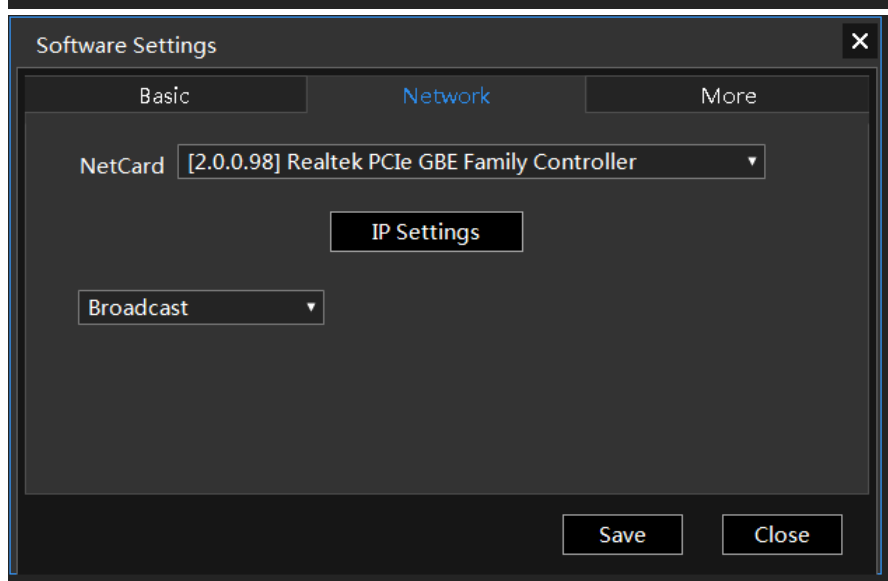 Software Settings
Basic Network More
NetCard [2.0.0.98] Realtek PCIe GBE Family Controller
IP Settings
Broadcast
Save Close